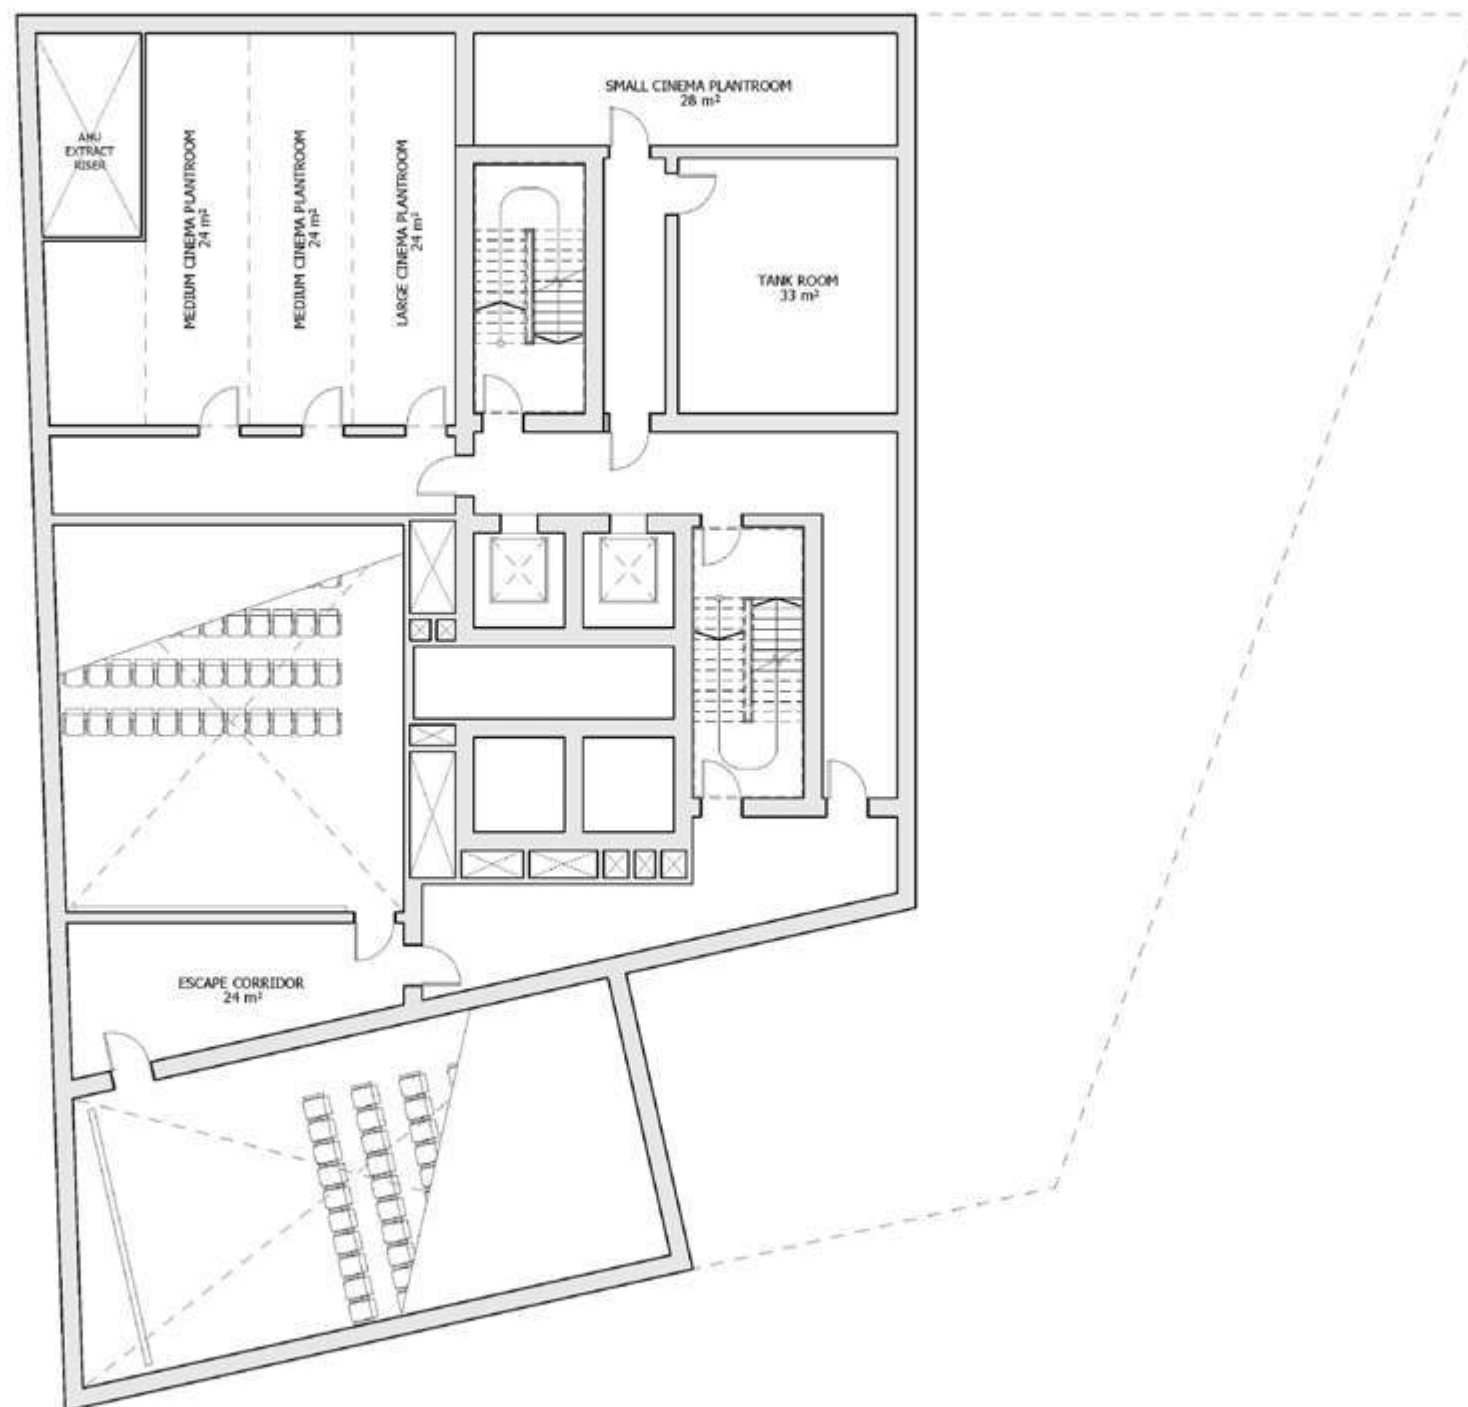 SMALL CINEMA PLANTROOM
28 m²
AHU
EXTRACT
RISER
MEDIUM CINEMA PLANTROOM
24 m²
MEDIUM CINEMA PLANTROOM
24 m²
LARGE CINEMA PLANTROOM
24 m²
TANK ROOM
33 m²
ESCAPE CORRIDOR
24 m²